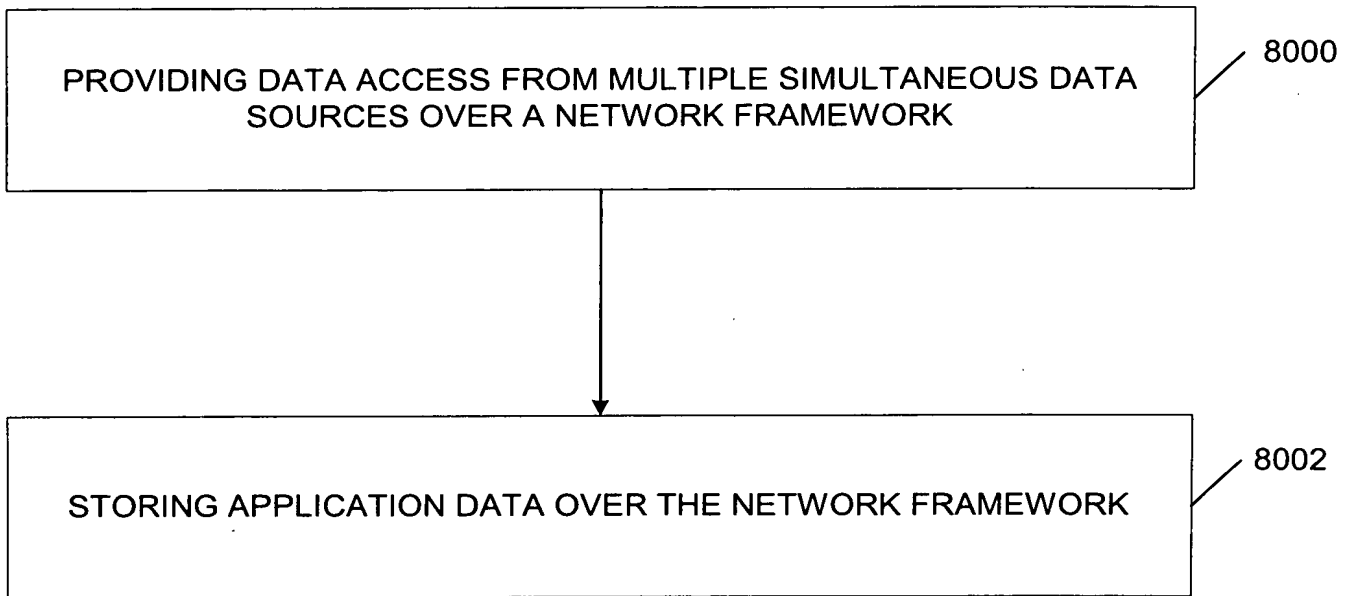 PROVIDING DATA ACCESS FROM MULTIPLE SIMULTANEOUS DATA
SOURCES OVER A NETWORK FRAMEWORK
8000
STORING APPLICATION DATA OVER THE NETWORK FRAMEWORK
8002